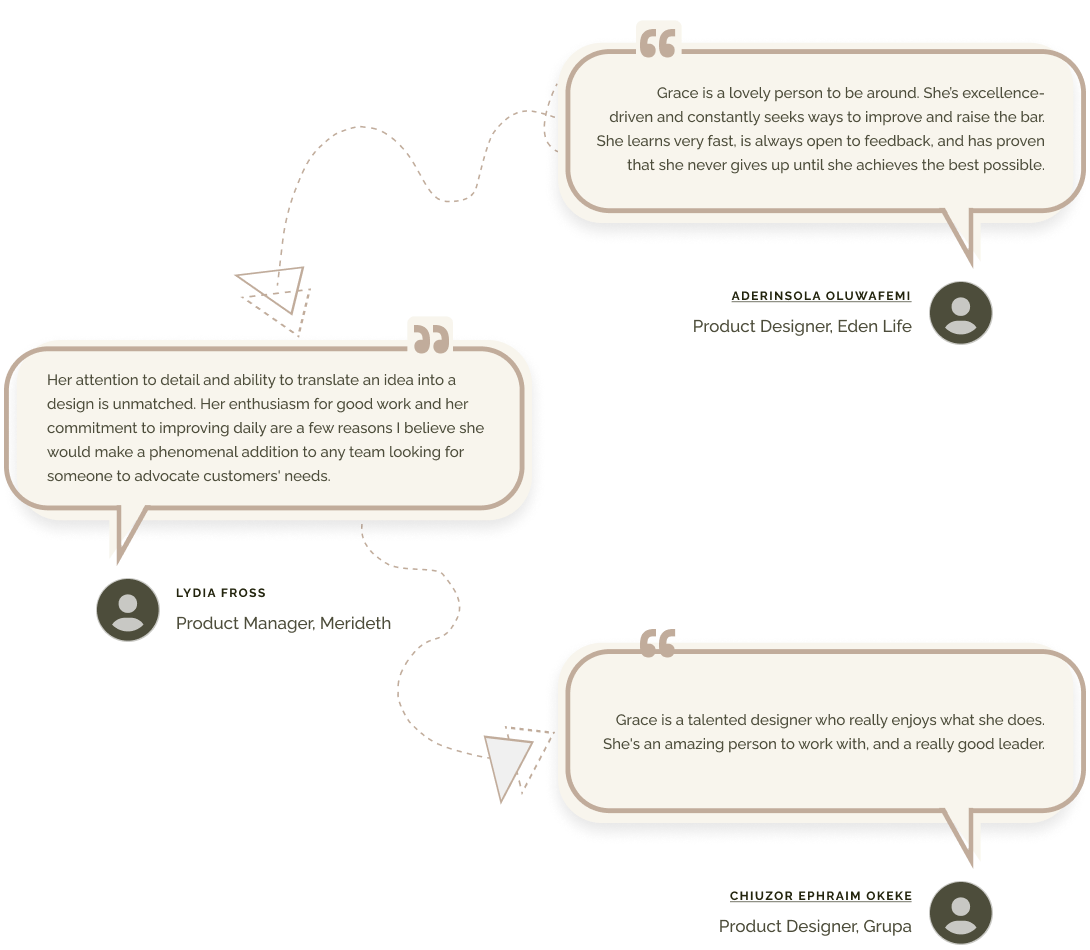 “
Grace is a lovely person to be around. She’s excellence-
driven and constantly seeks ways to improve and raise the bar.
She learns very fast, is always open to feedback, and has proven
that she never gives up until she achieves the best possible.
ADERINSOLA OLUWAFEMI
Product Designer, Eden Life
”
Her attention to detail and ability to translate an idea into a
design is unmatched. Her enthusiasm for good work and her
commitment to improving daily are a few reasons I believe she
would make a phenomenal addition to any team looking for
someone to advocate customers' needs.
LYDIA FROSS
Product Manager, Merideth
“
Grace is a talented designer who really enjoys what she does.
She's an amazing person to work with, and a really good leader.
CHIUZOR EPHRAIM OKEKE
Product Designer, Grupa